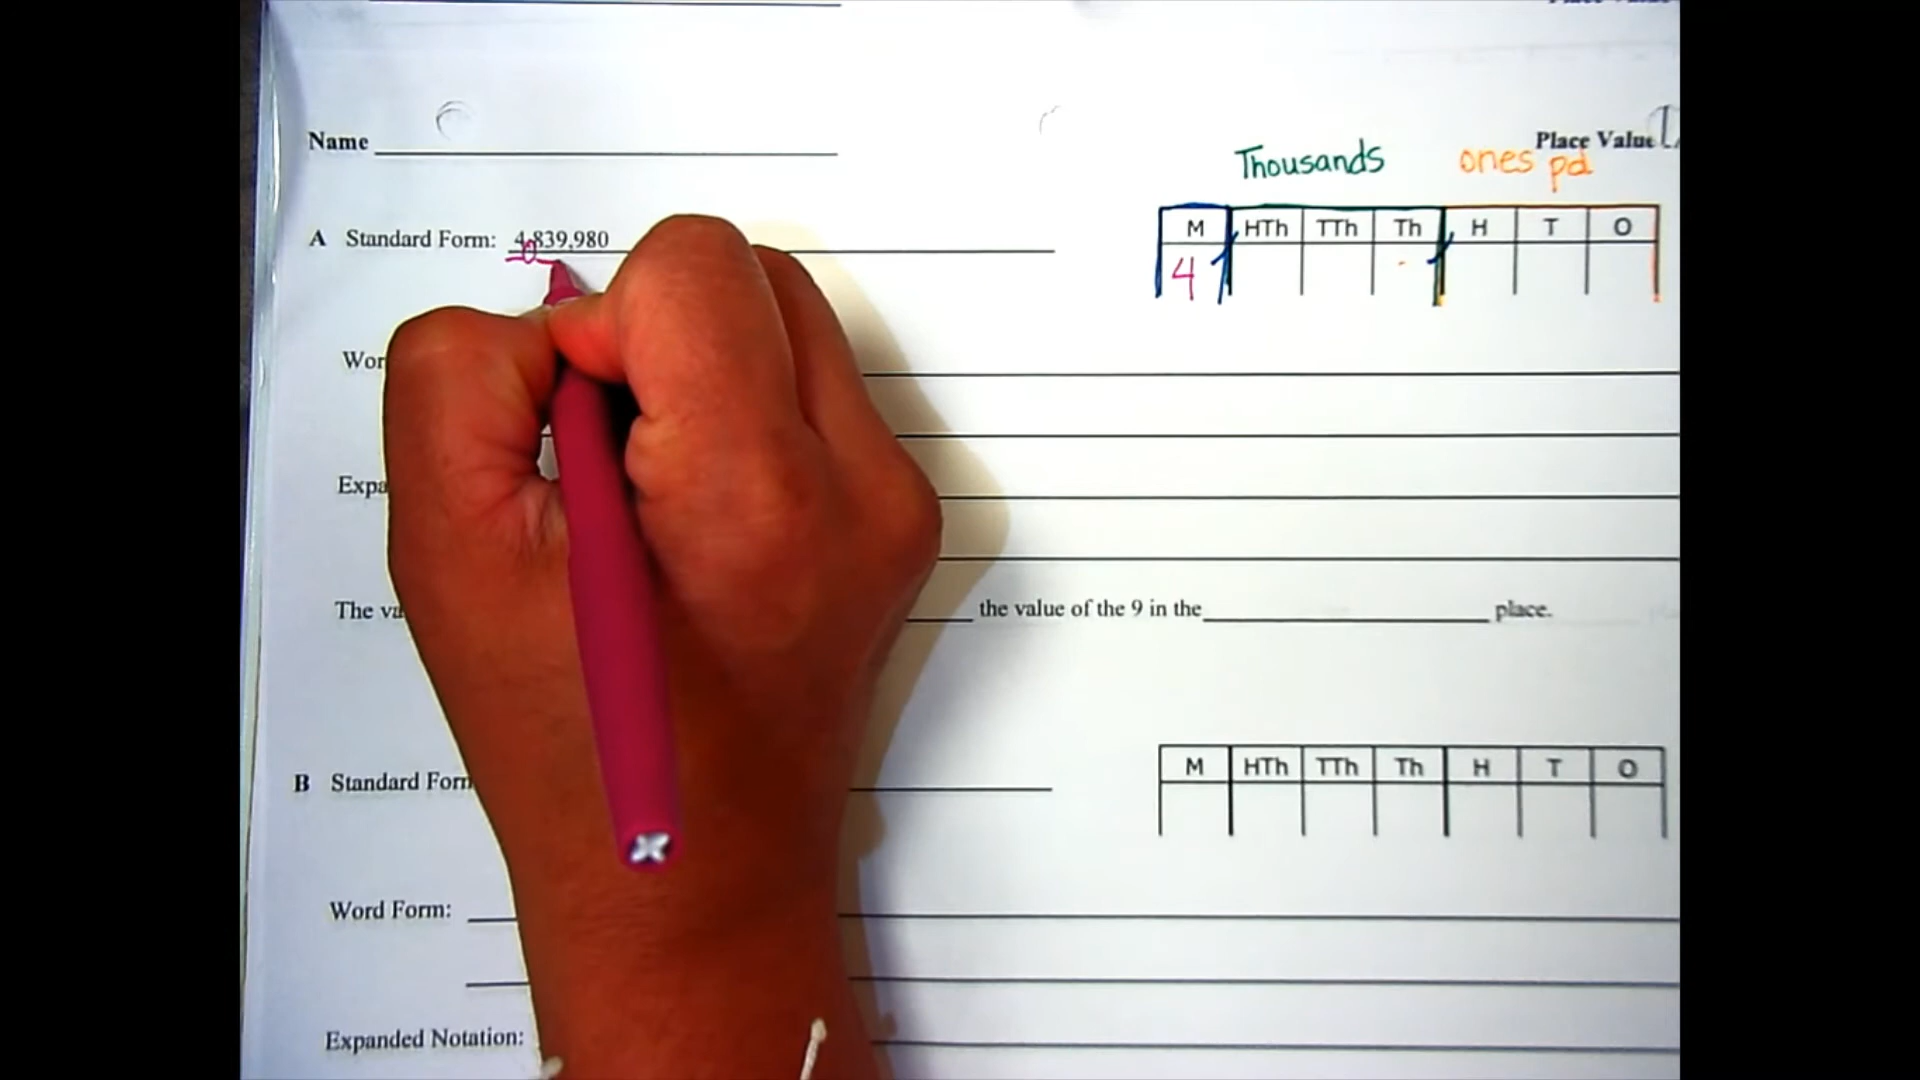 Name
Place Value
Thousands ones pd
A Standard Form: 4,839,980
M HTh TTh Th H T O
4
Wor
Expa
The va the value of the 9 in the place.
B Standard Form
M HTh TTh Th H T O
Word Form:
Expanded Notation: